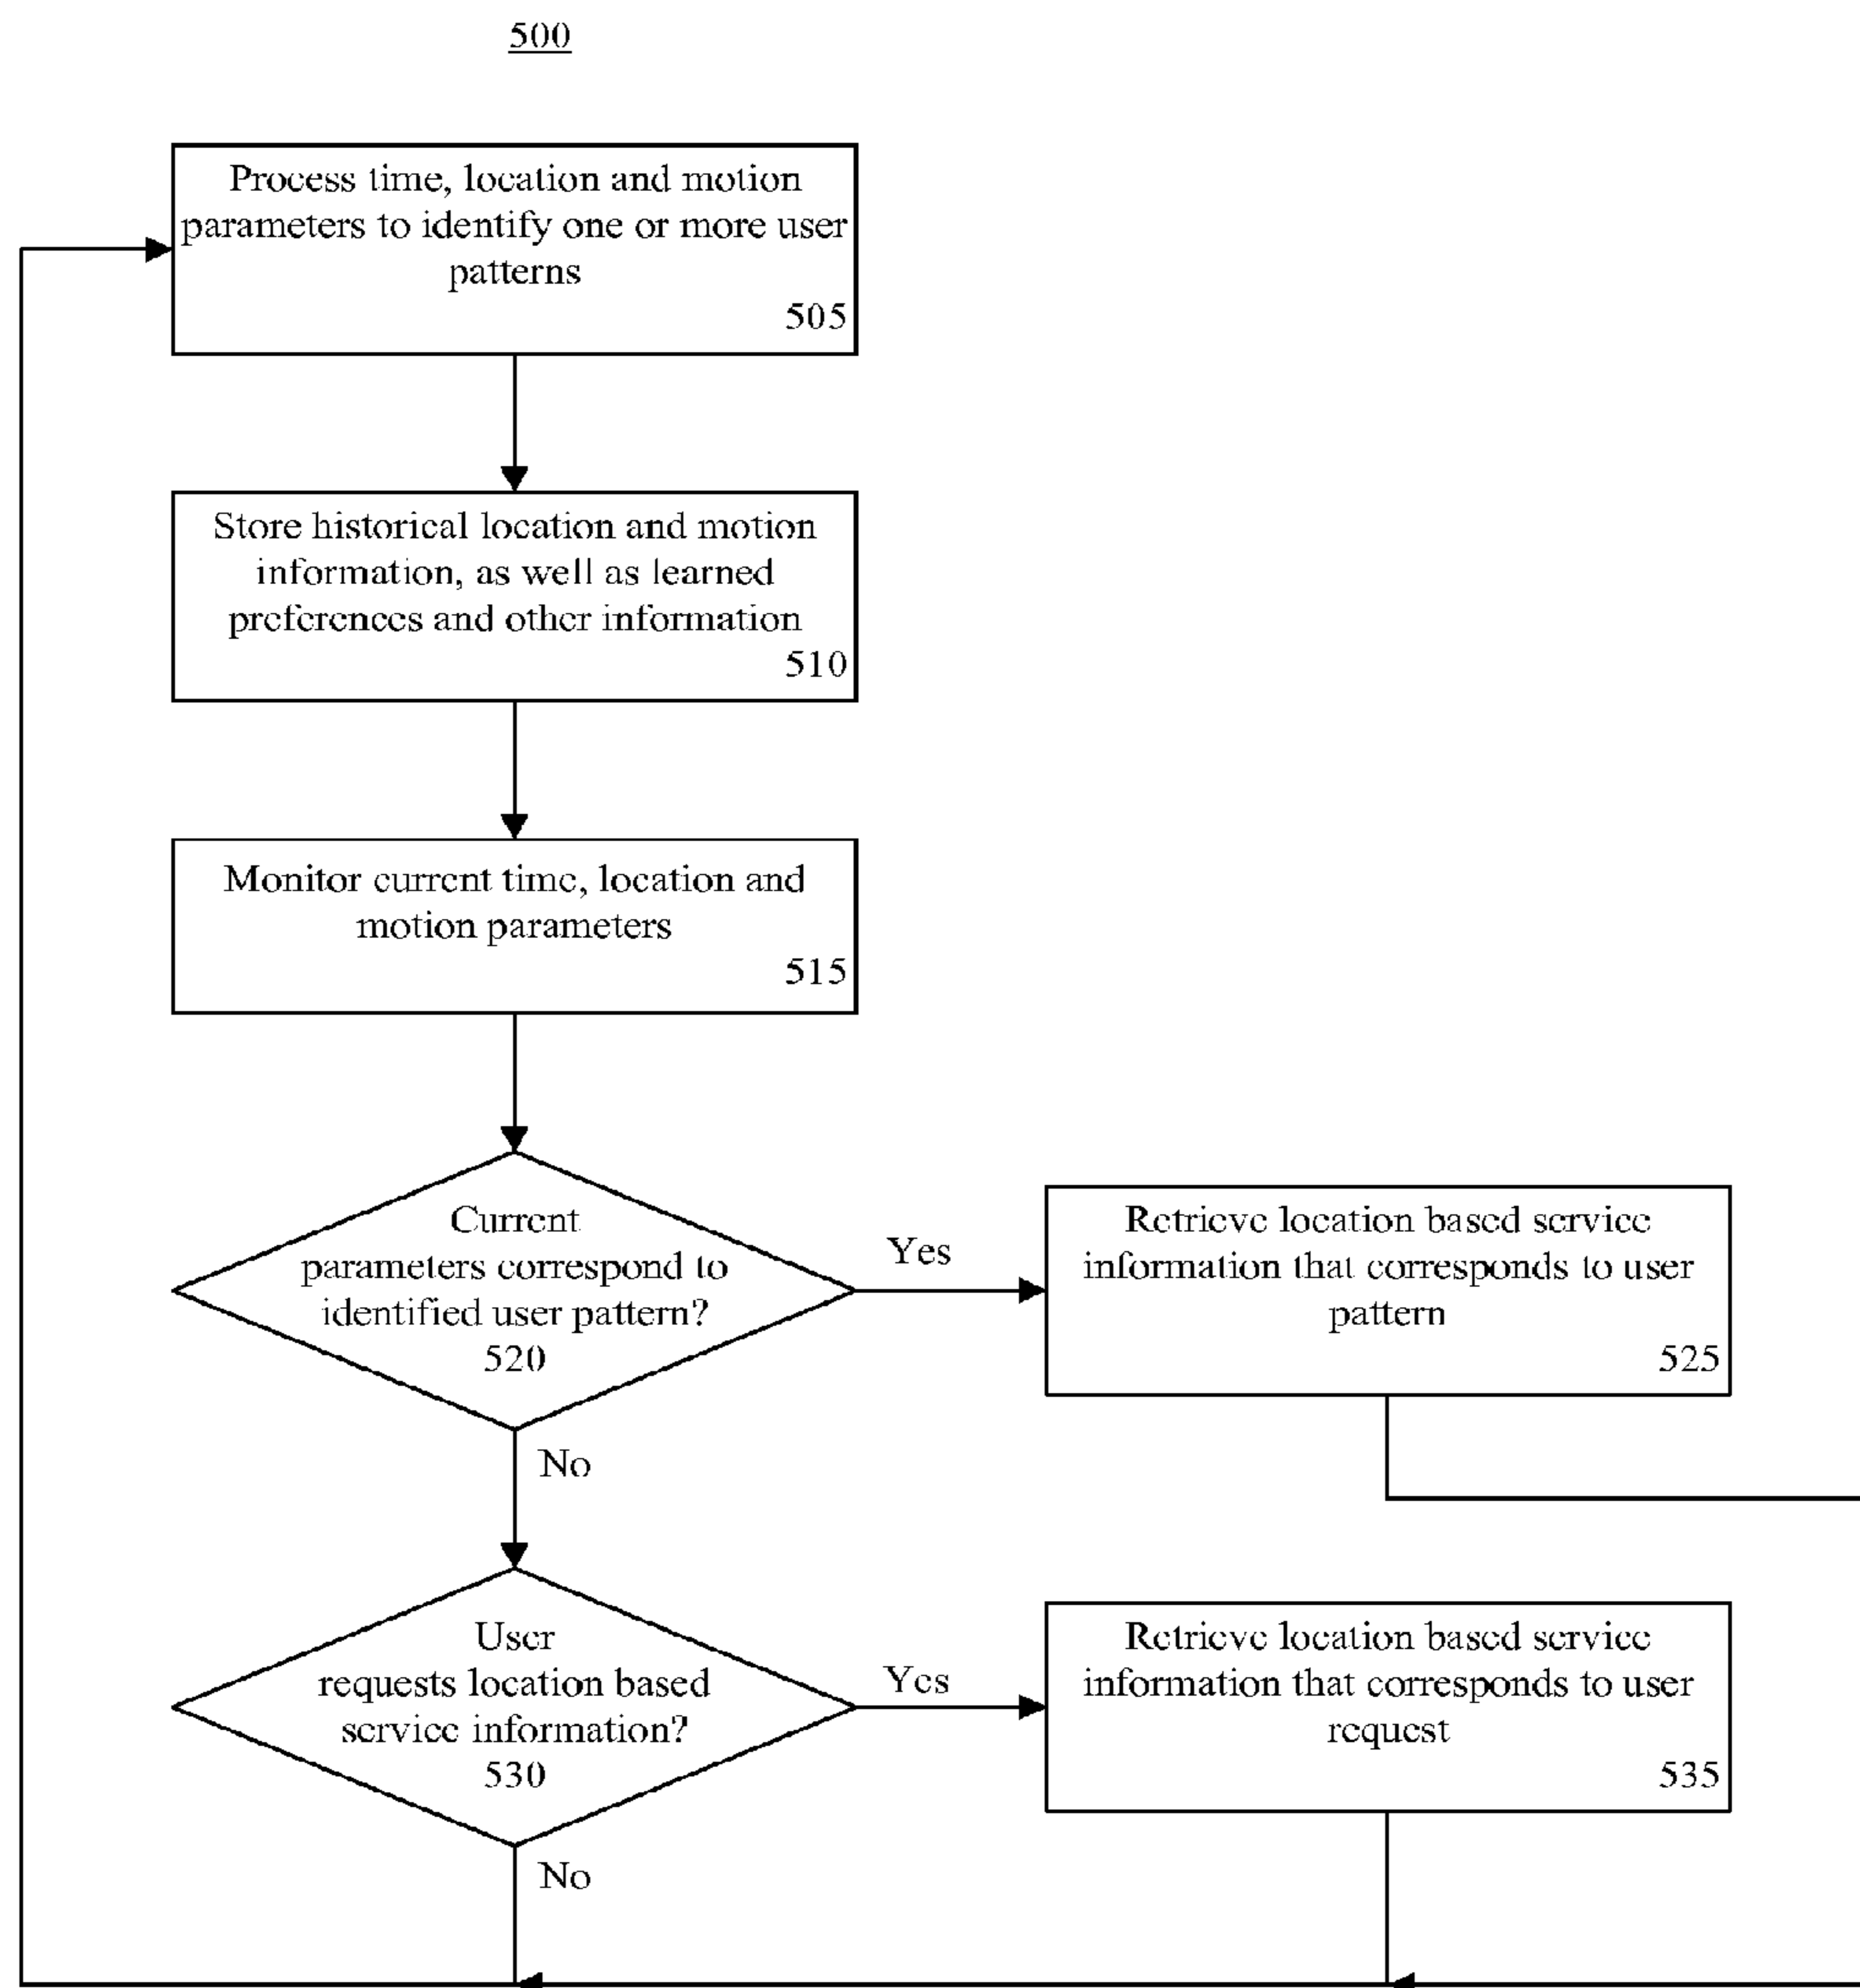 500
Process time, location and motion
parameters to identify one or more user
patterns
505
Store historical location and motion
information, as well as learned
preferences and other information
510
Monitor current time, location and
motion parameters
515
Current
parameters correspond to
identified user pattern?
520
Yes
Retrieve location based service
information that corresponds to user
pattern
525
No
User
requests location based
service information?
530
Yes
Retrieve location based service
information that corresponds to user
request
535
No